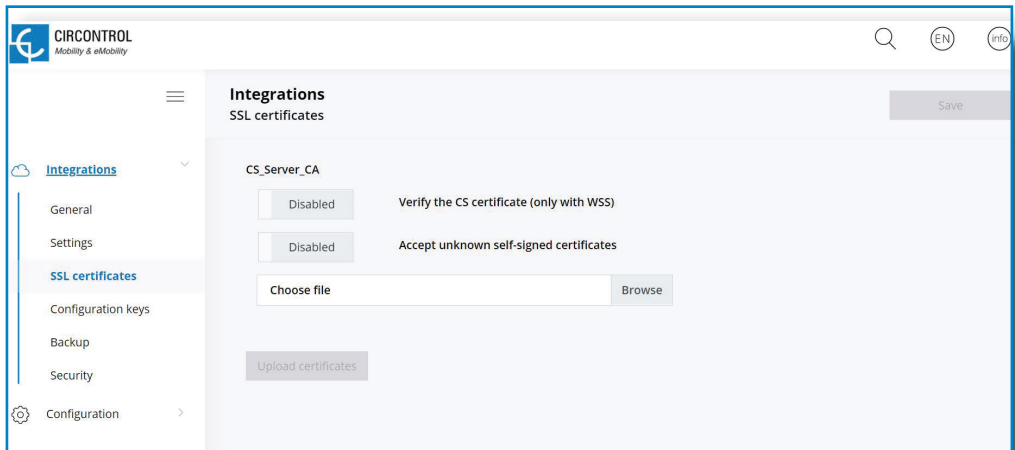 CIRCONTROL
Mobility & eMobility
EN
info
Integrations
SSL certificates
Save
Integrations
General
Settings
SSL certificates
Configuration keys
Backup
Security
Configuration
CS_Server_CA
Disabled Verify the CS certificate (only with WSS)
Disabled Accept unknown self-signed certificates
Choose file Browse
Upload certificates